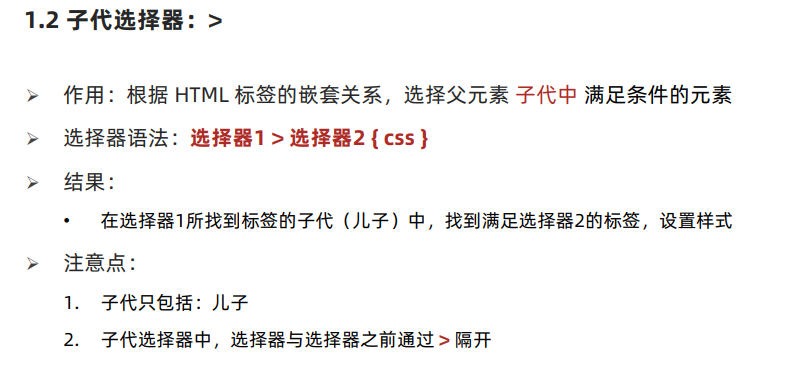 1.2 子代选择器：>
➢ 作用：根据 HTML 标签的嵌套关系，选择父元素 子代中 满足条件的元素
➢ 选择器语法：选择器1 > 选择器2 { css }
➢ 结果：
• 在选择器1所找到标签的子代（儿子）中，找到满足选择器2的标签，设置样式
➢ 注意点：
1. 子代只包括：儿子
2. 子代选择器中，选择器与选择器之前通过 > 隔开